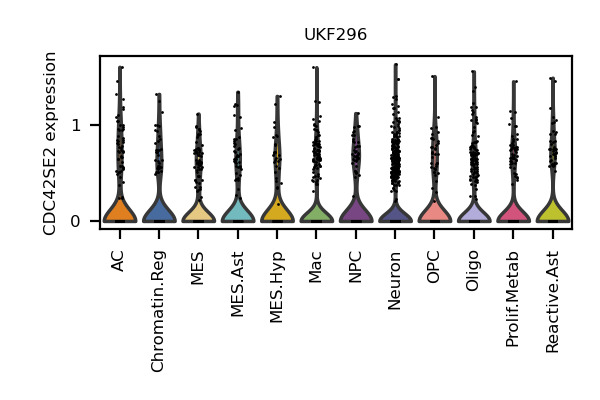 UKF296
CDC42SE2 expression
1
0
AC
Chromatin.Reg
MES
MES.Ast
MES.Hyp
Mac
NPC
Neuron
OPC
Oligo
Prolif.Metab
Reactive.Ast